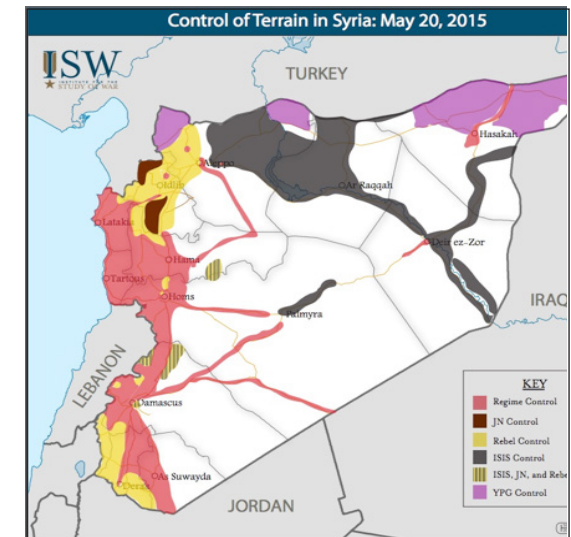 Control of Terrain in Syria: May 20, 2015
ISW
INSTITUTE FOR THE
STUDY OF WAR
TURKEY
Hasakah
Aleppo
Idlib
Ar Raqqah
Latakia
Deir ez-Zor
Hama
Tartous
Homs
IRAQ
Palmyra
LEBANON
KEY
Regime Control
JN Control
Rebel Control
ISIS Control
ISIS, JN, and Rebe
YPG Control
Damascus
As Suwayda
Deraa
JORDAN